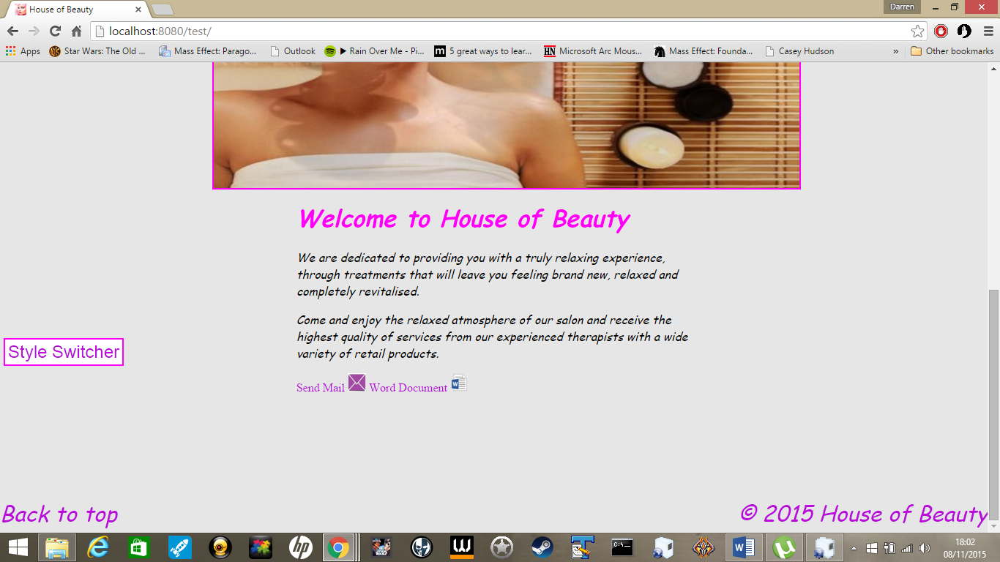 House of Beauty
Darren
localhost:8080/test/
Apps
Star Wars: The Old ...
Mass Effect: Parago...
Outlook
▶ Rain Over Me - Pi...
m
5 great ways to lear...
HN
Microsoft Arc Mous...
Mass Effect: Founda...
Casey Hudson
»
Other bookmarks
Welcome to House of Beauty
We are dedicated to providing you with a truly relaxing experience,
through treatments that will leave you feeling brand new, relaxed and
completely revitalised.
Come and enjoy the relaxed atmosphere of our salon and receive the
highest quality of services from our experienced therapists with a wide
variety of retail products.
Style Switcher
Send Mail Word Document
Back to top
© 2015 House of Beauty
hp
W
C:\
18:02
08/11/2015